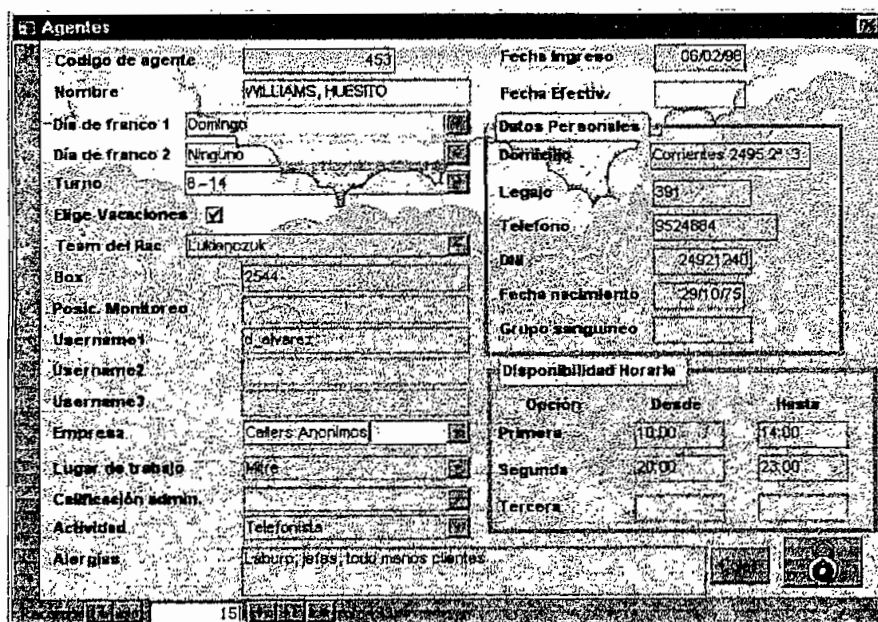 Agentes
Codigo de agente 453
Nombre WILLIAMS, HUESITO
Día de franco 1 Domingo
Día de franco 2 Ninguno
Turno 8-14
Elige Vacaciones
Team del Rac Lukianczuk
Box 2544
Posic. Monitoreo
Username1 d_alvarez
Username2
Username3
Empresa Callers Anonimos
Lugar de trabajo Mitre
Calificación admin.
Actividad Telefonista
Alergias Laburo, jefas, todo menos clientes
Fecha Ingreso 06/02/98
Fecha Efectiv.
Datos Personales
Domicilio Corrientes 2495
Legajo 391
Telefono 9524884
DNI 24921240
Fecha nacimiento 29/10/75
Grupo sanguineo
Disponibilidad Horaria
Opción Desde Hasta
Primera 10:00 14:00
Segunda 20:00 23:00
Tercera
15